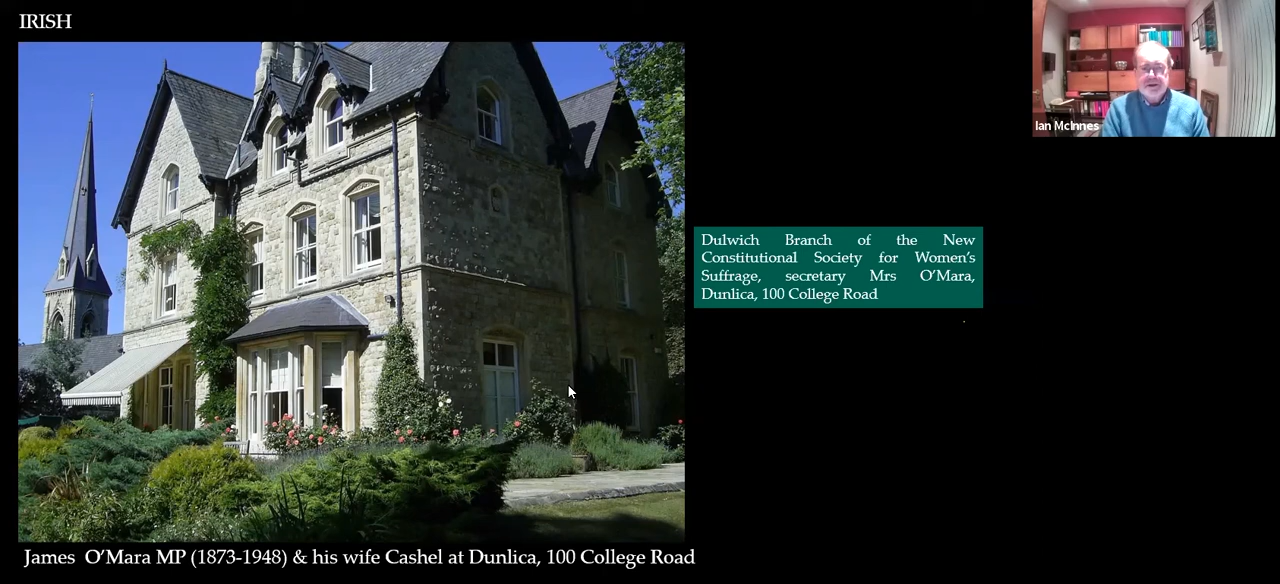 IRISH
Ian McInnes
Dulwich Branch of the New
Constitutional Society for Women's
Suffrage, secretary Mrs O'Mara,
Dunlica, 100 College Road
James O'Mara MP (1873-1948) & his wife Cashel at Dunlica, 100 College Road